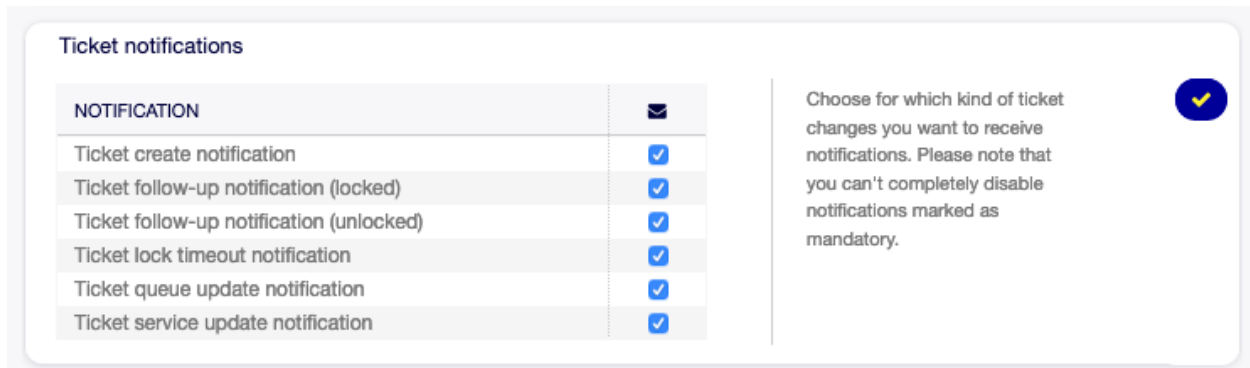 Ticket notifications
NOTIFICATION
Ticket create notification
Ticket follow-up notification (locked)
Ticket follow-up notification (unlocked)
Ticket lock timeout notification
Ticket queue update notification
Ticket service update notification
Choose for which kind of ticket
changes you want to receive
notifications. Please note that
you can't completely disable
notifications marked as
mandatory.